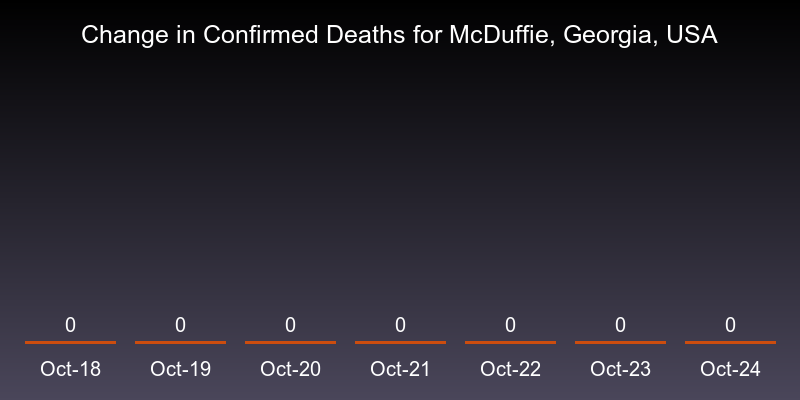 Change in Confirmed Deaths for McDuffie, Georgia, USA
0 0 0 0 0 0 0
Oct-18 Oct-19 Oct-20 Oct-21 Oct-22 Oct-23 Oct-24